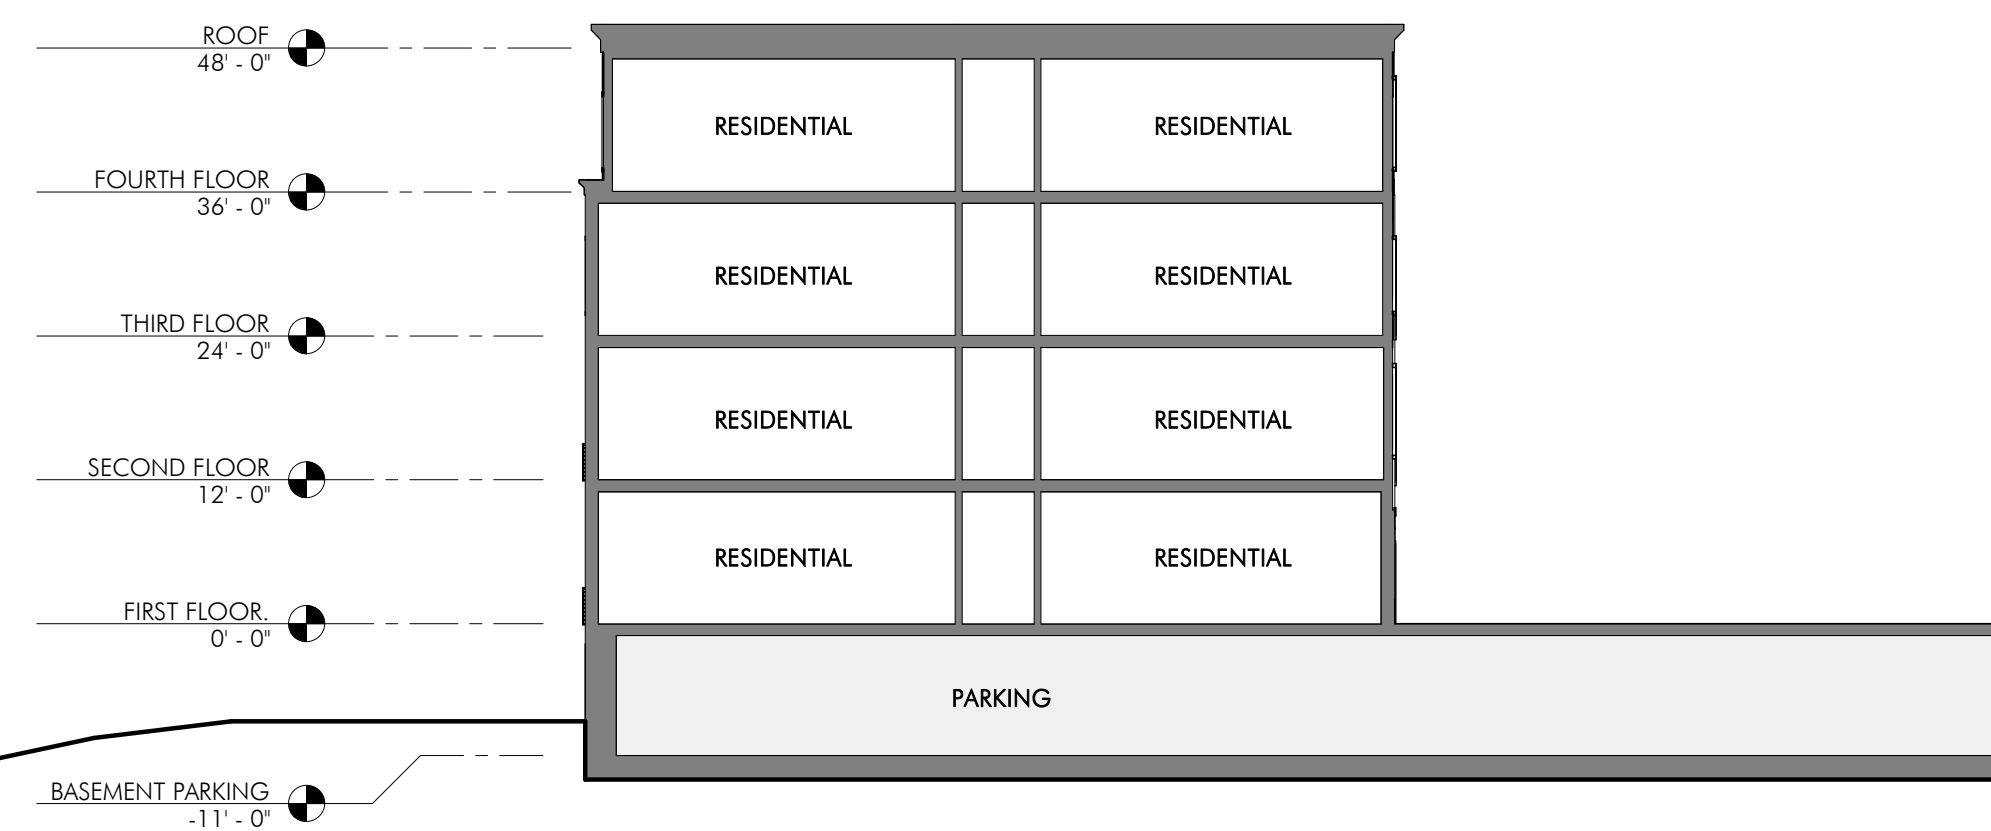 ROOF
48' - 0"
RESIDENTIAL RESIDENTIAL
FOURTH FLOOR
36' - 0"
RESIDENTIAL RESIDENTIAL
THIRD FLOOR
24' - 0"
RESIDENTIAL RESIDENTIAL
SECOND FLOOR
12' - 0"
RESIDENTIAL RESIDENTIAL
FIRST FLOOR.
0' - 0"
PARKING
BASEMENT PARKING
-11' - 0"